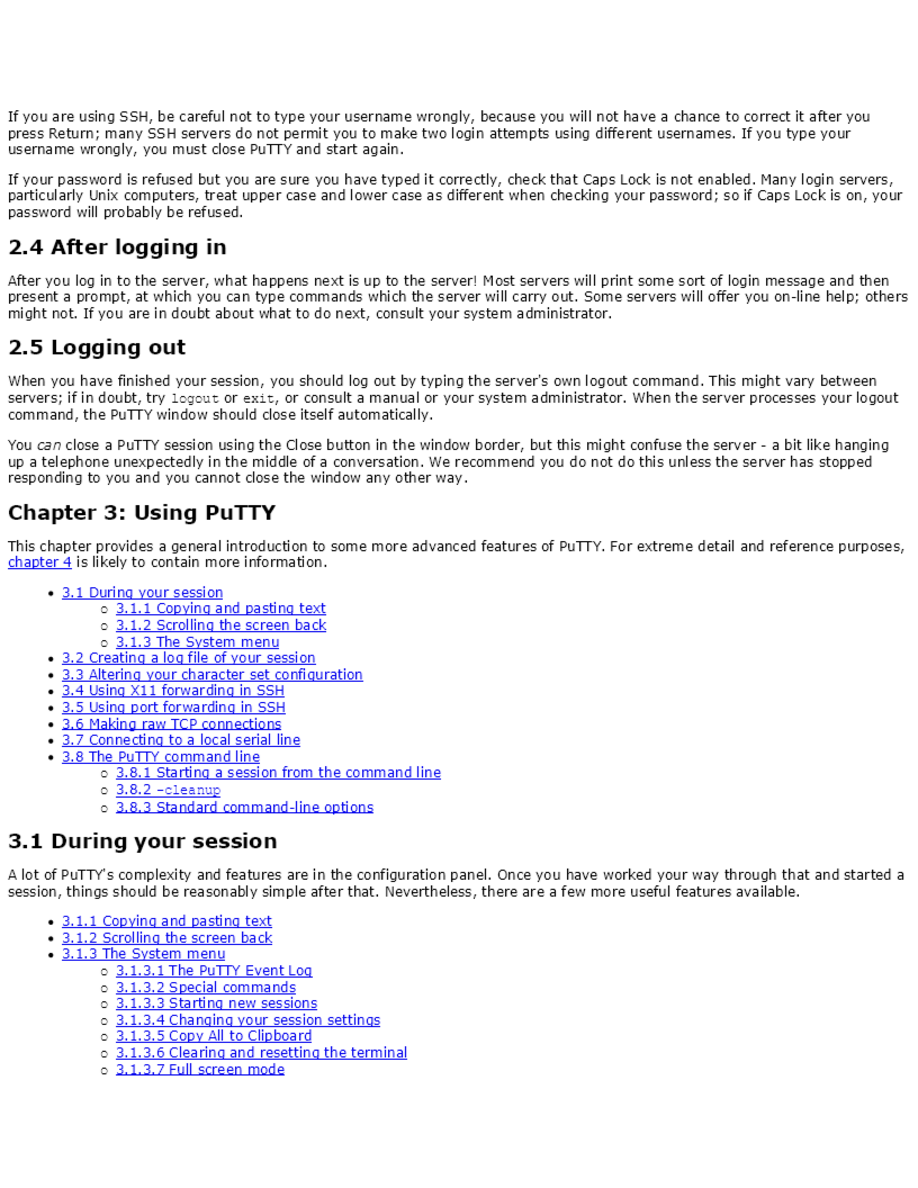 If you are using SSH, be careful not to type your username wrongly, because you will not have a chance to correct it after you
press Return; many SSH servers do not permit you to make two login attempts using different usernames. If you type your
username wrongly, you must close PuTTY and start again.
If your password is refused but you are sure you have typed it correctly, check that Caps Lock is not enabled. Many login servers,
particularly Unix computers, treat upper case and lower case as different when checking your password; so if Caps Lock is on, your
password will probably be refused.
2.4 After logging in
After you log in to the server, what happens next is up to the server! Most servers will print some sort of login message and then
present a prompt, at which you can type commands which the server will carry out. Some servers will offer you on-line help; others
might not. If you are in doubt about what to do next, consult your system administrator.
2.5 Logging out
When you have finished your session, you should log out by typing the server's own logout command. This might vary between
servers; if in doubt, try logout or exit, or consult a manual or your system administrator. When the server processes your logout
command, the PuTTY window should close itself automatically.
You can close a PuTTY session using the Close button in the window border, but this might confuse the server - a bit like hanging
up a telephone unexpectedly in the middle of a conversation. We recommend you do not do this unless the server has stopped
responding to you and you cannot close the window any other way.
Chapter 3: Using PuTTY
This chapter provides a general introduction to some more advanced features of PuTTY. For extreme detail and reference purposes,
chapter 4 is likely to contain more information.
• 3.1 During your session
o 3.1.1 Copying and pasting text
o 3.1.2 Scrolling the screen back
o 3.1.3 The System menu
• 3.2 Creating a log file of your session
• 3.3 Altering your character set configuration
• 3.4 Using X11 forwarding in SSH
• 3.5 Using port forwarding in SSH
• 3.6 Making raw TCP connections
• 3.7 Connecting to a local serial line
• 3.8 The PuTTY command line
o 3.8.1 Starting a session from the command line
o 3.8.2 -cleanup
o 3.8.3 Standard command-line options
3.1 During your session
A lot of PuTTY's complexity and features are in the configuration panel. Once you have worked your way through that and started a
session, things should be reasonably simple after that. Nevertheless, there are a few more useful features available.
• 3.1.1 Copying and pasting text
• 3.1.2 Scrolling the screen back
• 3.1.3 The System menu
o 3.1.3.1 The PuTTY Event Log
o 3.1.3.2 Special commands
o 3.1.3.3 Starting new sessions
o 3.1.3.4 Changing your session settings
o 3.1.3.5 Copy All to Clipboard
o 3.1.3.6 Clearing and resetting the terminal
o 3.1.3.7 Full screen mode